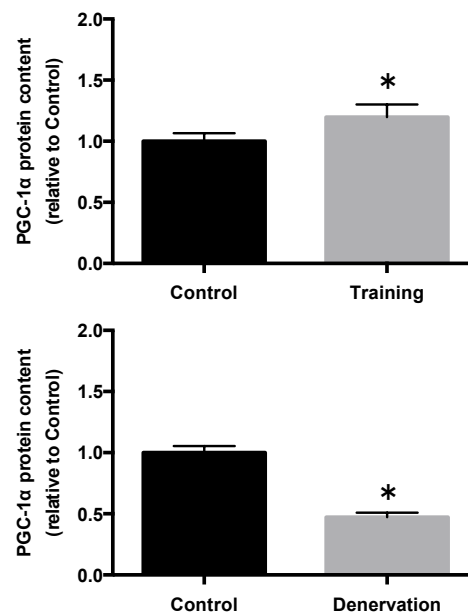 PGC-1α protein content
(relative to Control)
2.0
1.5
1.0
0.5
0.0
*
Control Training
PGC-1α protein content
(relative to Control)
2.0
1.5
1.0
0.5
0.0
*
Control Denervation